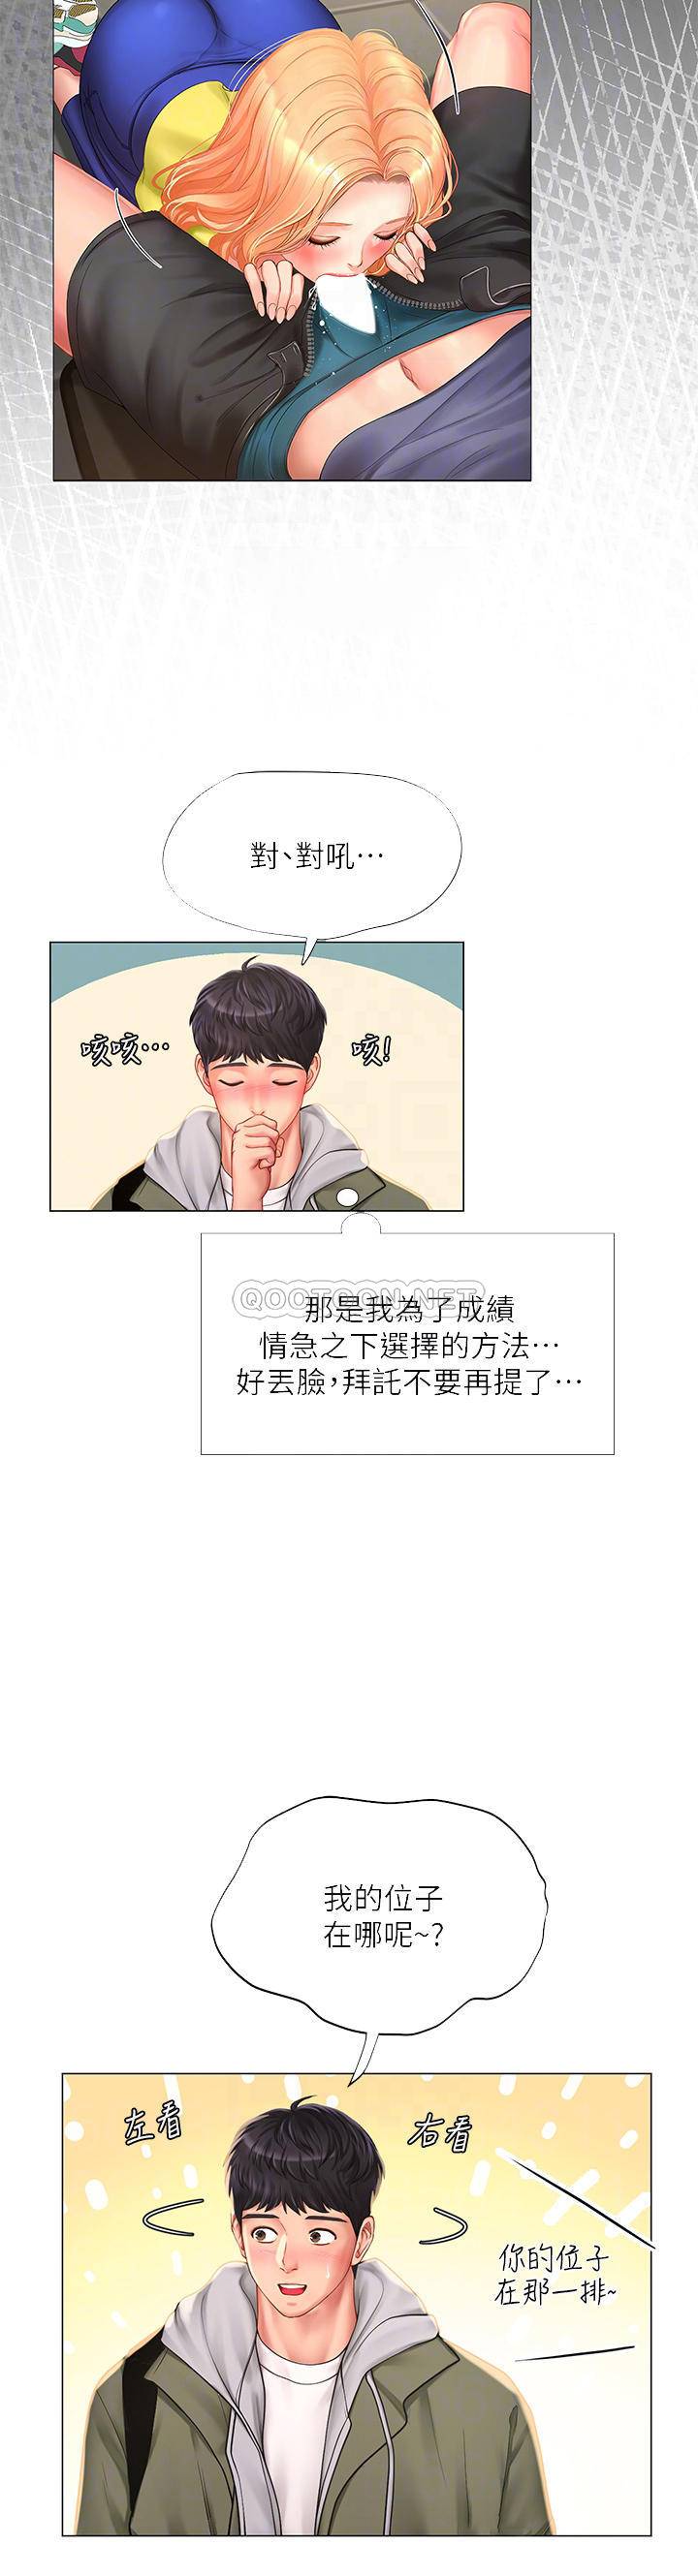 對、對吼…
咳咳…
咳!
QOOTOON.NET
那是我為了成績
情急之下選擇的方法…
好丟臉,拜託不要再提了…
我的位子
在哪呢~?
左看
右看
你的位子
在那一排~